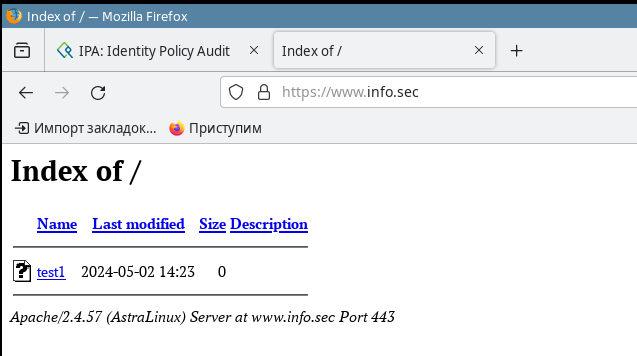 Index of / — Mozilla Firefox
IPA: Identity Policy Audit
Index of /
https://www.info.sec
Импорт закладок… Приступим
Index of /
Name Last modified Size Description
test1 2024-05-02 14:23 0
Apache/2.4.57 (AstraLinux) Server at www.info.sec Port 443